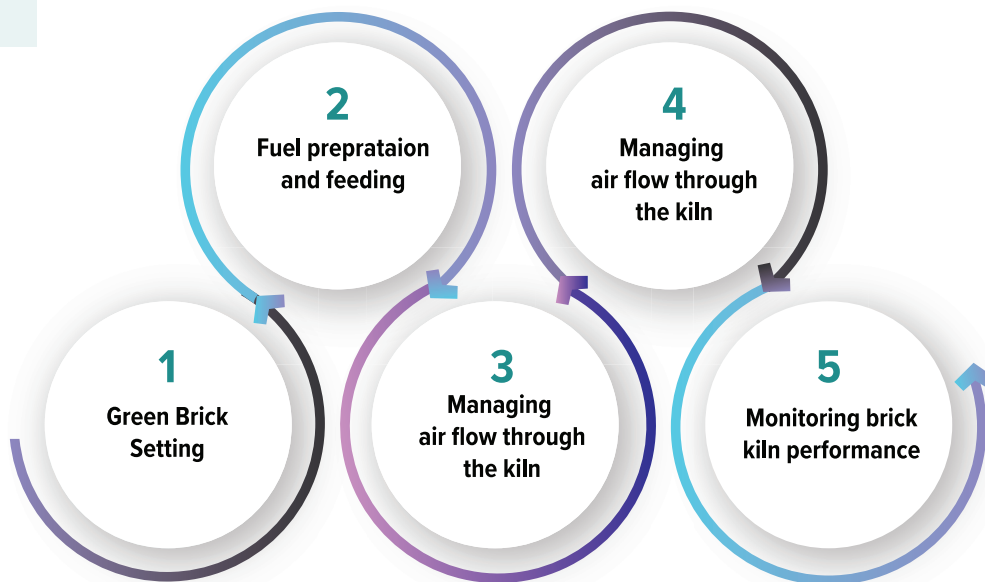 1
Green Brick
Setting
2
Fuel preprataion
and feeding
3
Managing
air flow through
the kiln
4
Managing
air flow through
the kiln
5
Monitoring brick
kiln performance